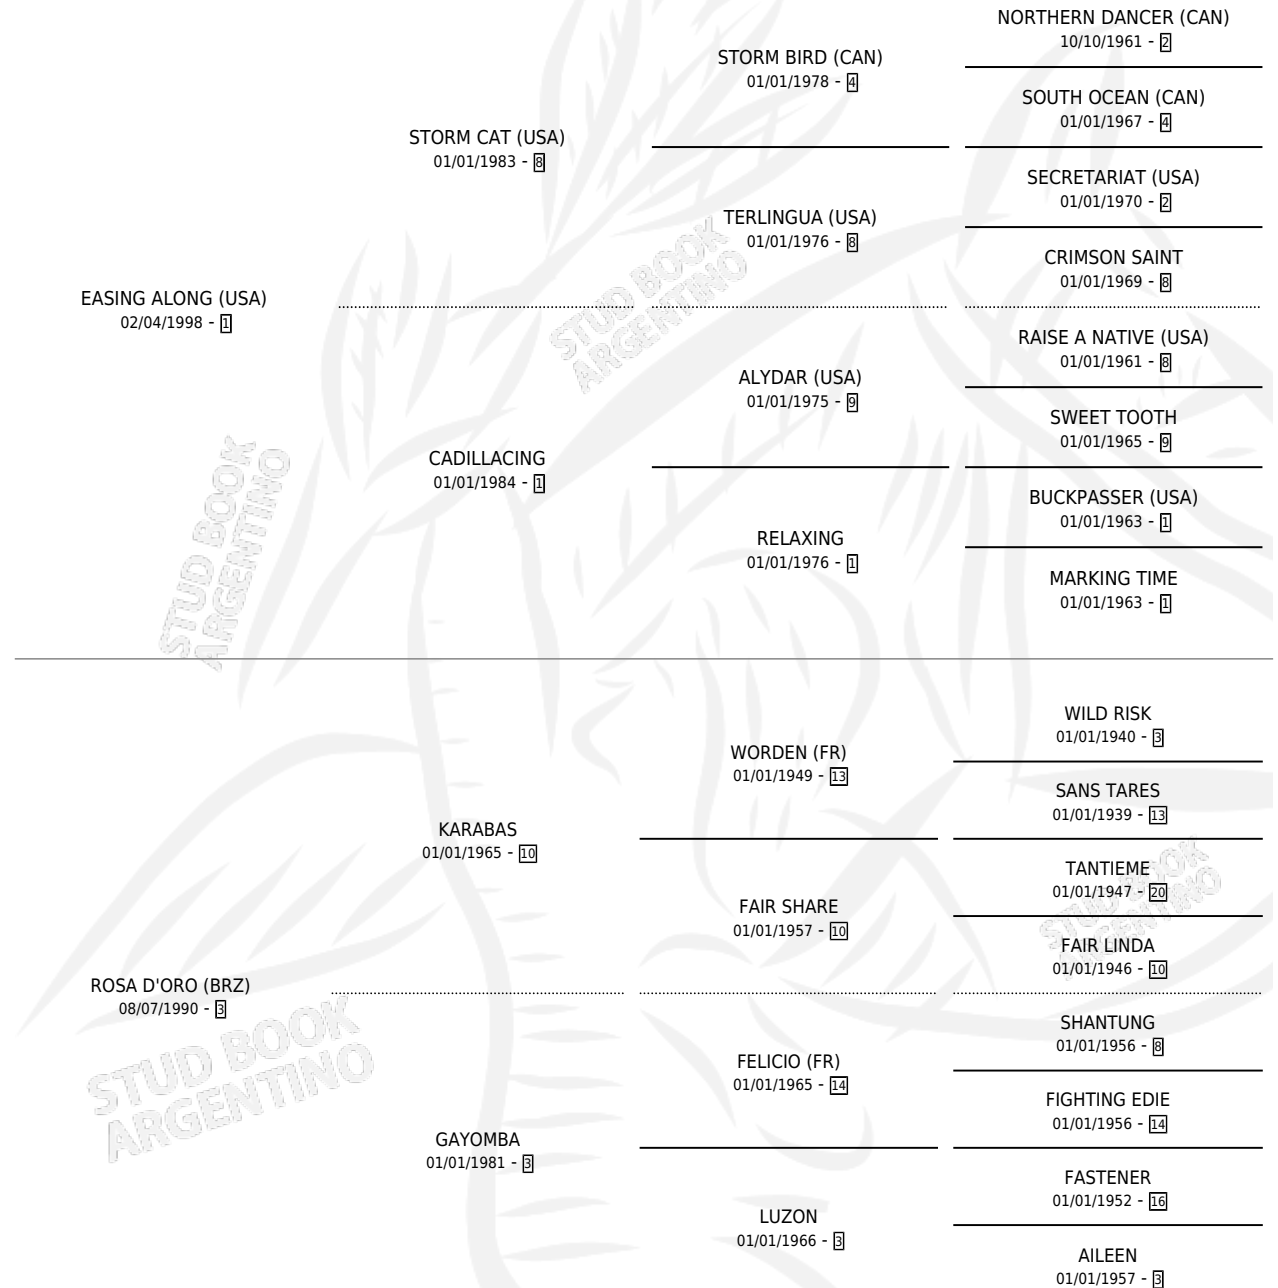 NORTHERN DANCER (CAN)
10/10/1961 - 2
STORM BIRD (CAN)
01/01/1978 - 4
SOUTH OCEAN (CAN)
01/01/1967 - 4
STORM CAT (USA)
01/01/1983 - 8
SECRETARIAT (USA)
01/01/1970 - 2
TERLINGUA (USA)
01/01/1976 - 8
CRIMSON SAINT
01/01/1969 - 8
EASING ALONG (USA)
02/04/1998 - 1
STUD BOOK
ARGENTINO
RAISE A NATIVE (USA)
01/01/1961 - 8
ALYDAR (USA)
01/01/1975 - 9
SWEET TOOTH
01/01/1965 - 9
CADILLACING
01/01/1984 - 1
BUCKPASSER (USA)
01/01/1963 - 1
RELAXING
01/01/1976 - 1
MARKING TIME
01/01/1963 - 1
STUD BOOK
ARGENTINO
WILD RISK
01/01/1940 - 3
WORDEN (FR)
01/01/1949 - 13
SANS TARES
01/01/1939 - 13
KARABAS
01/01/1965 - 10
TANTIEME
01/01/1947 - 20
FAIR SHARE
01/01/1957 - 10
STUD BOOK
ARGENTINO
FAIR LINDA
01/01/1946 - 10
ROSA D'ORO (BRZ)
08/07/1990 - 3
SHANTUNG
01/01/1956 - 8
STUD BOOK
ARGENTINO
FELICIO (FR)
01/01/1965 - 14
FIGHTING EDIE
01/01/1956 - 14
GAYOMBA
01/01/1981 - 3
FASTENER
01/01/1952 - 16
LUZON
01/01/1966 - 3
AILEEN
01/01/1957 - 3